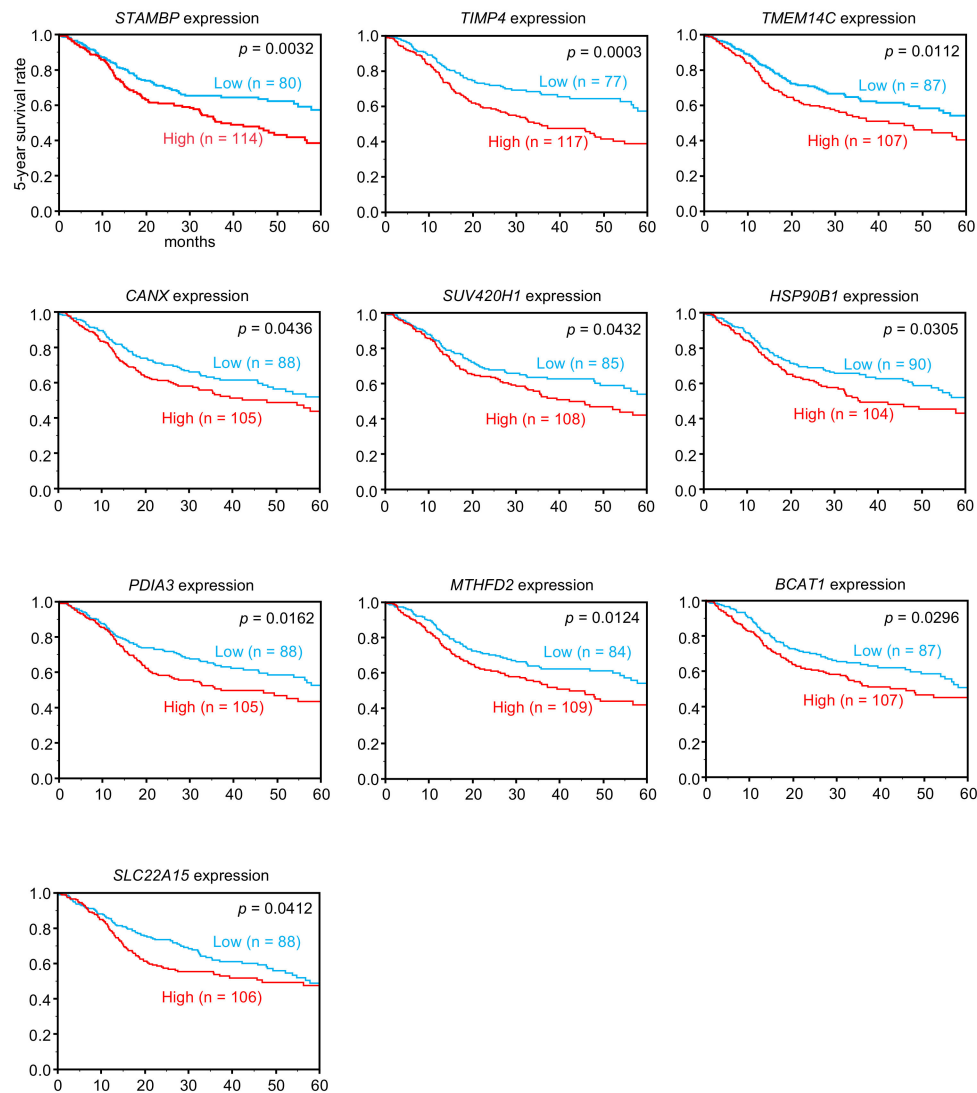 STAMBP expression
p = 0.0032
Low (n = 80)
High (n = 114)
5-year survival rate
1.0
0.8
0.6
0.4
0.2
0.0
0 10 20 30 40 50 60
months
TIMP4 expression
p = 0.0003
Low (n = 77)
High (n = 117)
1.0
0.8
0.6
0.4
0.2
0.0
0 10 20 30 40 50 60
TMEM14C expression
p = 0.0112
Low (n = 87)
High (n = 107)
1.0
0.8
0.6
0.4
0.2
0.0
0 10 20 30 40 50 60
CANX expression
p = 0.0436
Low (n = 88)
High (n = 105)
1.0
0.8
0.6
0.4
0.2
0.0
0 10 20 30 40 50 60
SUV420H1 expression
p = 0.0432
Low (n = 85)
High (n = 108)
1.0
0.8
0.6
0.4
0.2
0.0
0 10 20 30 40 50 60
HSP90B1 expression
p = 0.0305
Low (n = 90)
High (n = 104)
1.0
0.8
0.6
0.4
0.2
0.0
0 10 20 30 40 50 60
PDIA3 expression
p = 0.0162
Low (n = 88)
High (n = 105)
1.0
0.8
0.6
0.4
0.2
0.0
0 10 20 30 40 50 60
MTHFD2 expression
p = 0.0124
Low (n = 84)
High (n = 109)
1.0
0.8
0.6
0.4
0.2
0.0
0 10 20 30 40 50 60
BCAT1 expression
p = 0.0296
Low (n = 87)
High (n = 107)
1.0
0.8
0.6
0.4
0.2
0.0
0 10 20 30 40 50 60
SLC22A15 expression
p = 0.0412
Low (n = 88)
High (n = 106)
1.0
0.8
0.6
0.4
0.2
0.0
0 10 20 30 40 50 60